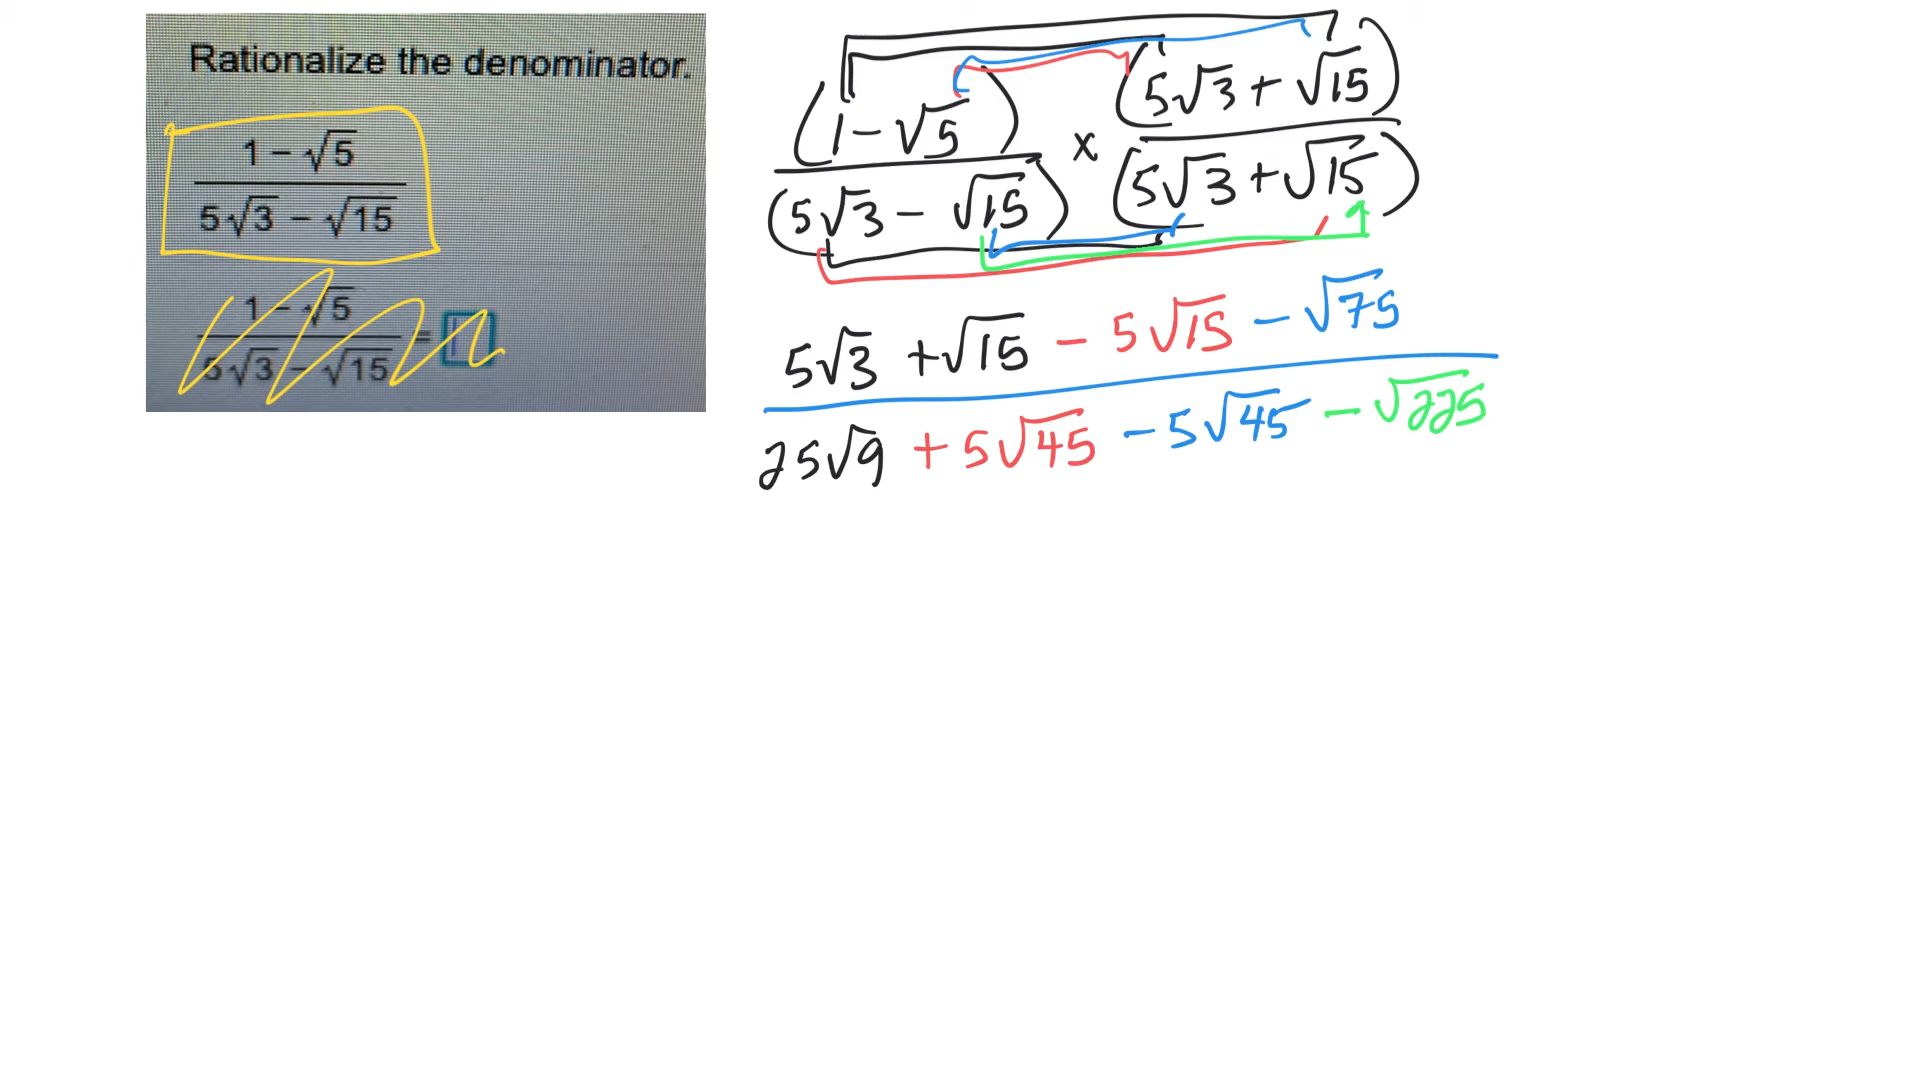 Rationalize the denominator.
1 − √5
5√3 − √15
1 − √5
5√3 − √15
=
(1 − √5) × (5√3 + √15)
(5√3 − √15) (5√3 + √15)
5√3 + √15 − 5√15 − √75
25√9 + 5√45 − 5√45 − √225